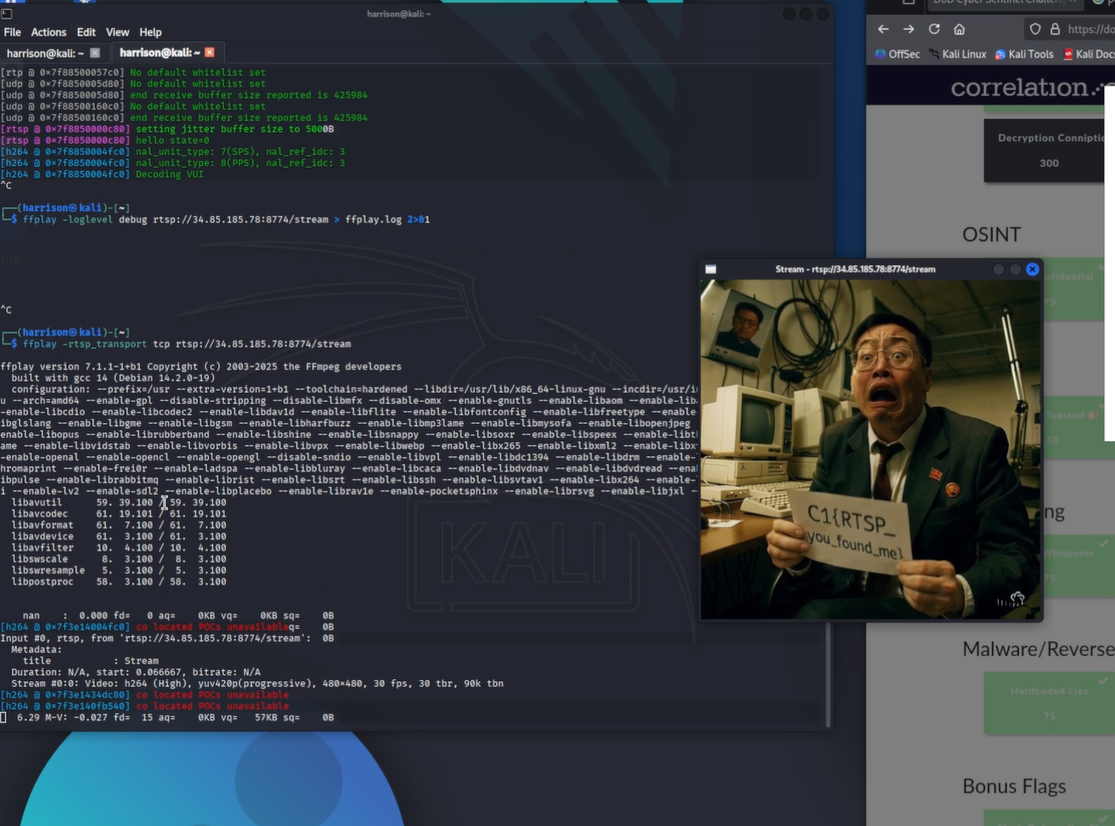 harrison@kali: ~
File Actions Edit View Help
harrison@kali: ~
harrison@kali: ~
[rtp @ 0×7f88500057c0] No default whitelist set
[udp @ 0×7f8850005d80] No default whitelist set
[udp @ 0×7f8850005d80] end receive buffer size reported is 425984
[udp @ 0×7f88500160c0] No default whitelist set
[udp @ 0×7f88500160c0] end receive buffer size reported is 425984
[rtsp @ 0×7f8850000c80] setting jitter buffer size to 5000B
[rtsp @ 0×7f8850000c80] hello state=0
[h264 @ 0×7f8850004fc0] nal_unit_type: 7(SPS), nal_ref_idc: 3
[h264 @ 0×7f8850004fc0] nal_unit_type: 8(PPS), nal_ref_idc: 3
[h264 @ 0×7f8850004fc0] Decoding VUI
^C
┌──(harrison㉿kali)-[~]
└─$ ffplay -loglevel debug rtsp://34.85.185.78:8774/stream > ffplay.log 2>&1
^C
┌──(harrison㉿kali)-[~]
└─$ ffplay -rtsp_transport tcp rtsp://34.85.185.78:8774/stream
ffplay version 7.1.1-1+b1 Copyright (c) 2003-2025 the FFmpeg developers
built with gcc 14 (Debian 14.2.0-19)
configuration: --prefix=/usr --extra-version=1+b1 --toolchain=hardened --libdir=/usr/lib/x86_64-linux-gnu --incdir=/usr/in
u --arch=amd64 --enable-gpl --disable-stripping --disable-libmfx --disable-omx --enable-gnutls --enable-libaom --enable-liba
-enable-libcdio --enable-libcodec2 --enable-libdav1d --enable-libflite --enable-libfontconfig --enable-libfreetype --enable
ibglslang --enable-libgme --enable-libgsm --enable-libharfbuzz --enable-libmp3lame --enable-libmysofa --enable-libopenjpeg
enable-libopus --enable-librubberband --enable-libshine --enable-libsnappy --enable-libsoxr --enable-libspeex --enable-libth
ame --enable-libvidstab --enable-libvorbis --enable-libvpx --enable-libwebp --enable-libx265 --enable-libxml2 --enable-libxv
-enable-openal --enable-opencl --enable-opengl --disable-sndio --enable-libvpl --enable-libdc1394 --enable-libdrm --enable-
hromaprint --enable-frei0r --enable-ladspa --enable-libbluray --enable-libcaca --enable-libdvdnav --enable-libdvdread --enab
ibpulse --enable-librabbitmq --enable-librist --enable-libsrt --enable-libssh --enable-libsvtav1 --enable-libx264 --enable-
i --enable-lv2 --enable-sdl2 --enable-libplacebo --enable-librav1e --enable-pocketsphinx --enable-librsvg --enable-libjxl -
libavutil 59. 39.100 / 59. 39.100
libavcodec 61. 19.101 / 61. 19.101
libavformat 61. 7.100 / 61. 7.100
libavdevice 61. 3.100 / 61. 3.100
libavfilter 10. 4.100 / 10. 4.100
libswscale 8. 3.100 / 8. 3.100
libswresample 5. 3.100 / 5. 3.100
libpostproc 58. 3.100 / 58. 3.100
nan : 0.000 fd= 0 aq= 0KB vq= 0KB sq= 0B
[h264 @ 0×7f3e14004fc0] co located POCs unavailableq= 0B
Input #0, rtsp, from 'rtsp://34.85.185.78:8774/stream': 0B
Metadata:
title : Stream
Duration: N/A, start: 0.066667, bitrate: N/A
Stream #0:0: Video: h264 (High), yuv420p(progressive), 480×480, 30 fps, 30 tbr, 90k tbn
[h264 @ 0×7f3e1434dc80] co located POCs unavailable
[h264 @ 0×7f3e140fb540] co located POCs unavailable
6.29 M-V: -0.027 fd= 15 aq= 0KB vq= 57KB sq= 0B
KALI
Stream - rtsp://34.85.185.78:8774/stream
C1{RTSP_
you_found_me}
https://do
OffSec Kali Linux Kali Tools Kali Docs
correlation
Decryption Conniptio
300
OSINT
nfidential
Toasted
ng
Whisperer
Malware/Reverse
Hardcoded Lies
75
Bonus Flags